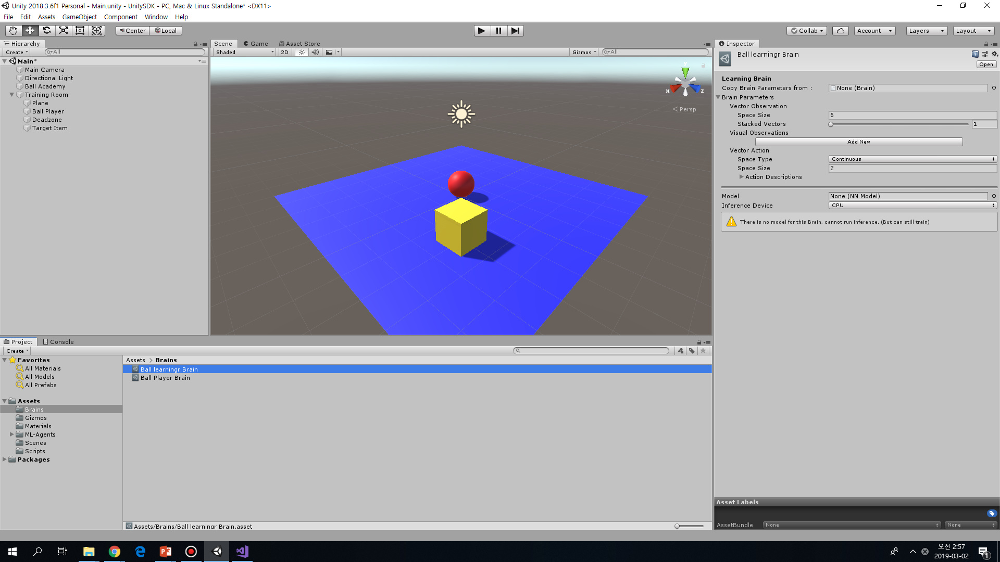 Unity 2018.3.6f1 Personal - Main.unity - UnitySDK - PC, Mac & Linux Standalone* <DX11>
File Edit Assets GameObject Component Window Help
Center Local Collab Account Layers Layout
Hierarchy
Create All
Main*
Main Camera
Directional Light
Ball Academy
Training Room
Plane
Ball Player
Deadzone
Target Item
Scene Game Asset Store
Shaded 2D Gizmos All
y
x z
Persp
Inspector
Ball learningr Brain
Open
Learning Brain
Copy Brain Parameters from : None (Brain)
Brain Parameters
Vector Observation
Space Size 6
Stacked Vectors 1
Visual Observations
Add New
Vector Action
Space Type Continuous
Space Size 2
Action Descriptions
Model None (NN Model)
Inference Device CPU
There is no model for this Brain, cannot run inference. (But can still train)
Project Console
Create
Favorites
All Materials
All Models
All Prefabs
Assets
Brains
Gizmos
Materials
ML-Agents
Scenes
Scripts
Packages
Assets > Brains
Ball learningr Brain
Ball Player Brain
Assets/Brains/Ball learningr Brain.asset
Asset Labels
AssetBundle None None
오전 2:57
2019-03-02
1